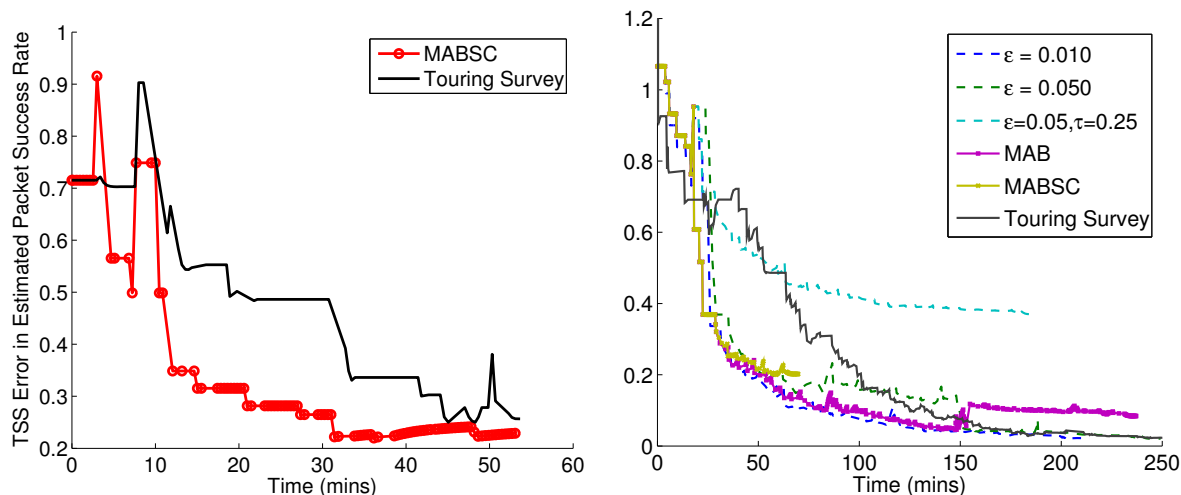 TSS Error in Estimated Packet Success Rate
1
0.9
0.8
0.7
0.6
0.5
0.4
0.3
0.2
0
10
20
30
40
50
60
Time (mins)
MABSC
Touring Survey
1.2
1
0.8
0.6
0.4
0.2
0
0
50
100
150
200
250
Time (mins)
ε = 0.010
ε = 0.050
ε=0.05,τ=0.25
MAB
MABSC
Touring Survey